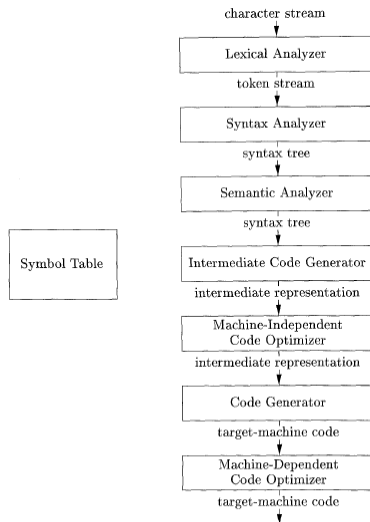 character stream
Lexical Analyzer
token stream
Syntax Analyzer
syntax tree
Semantic Analyzer
syntax tree
Symbol Table
Intermediate Code Generator
intermediate representation
Machine-Independent
Code Optimizer
intermediate representation
Code Generator
target-machine code
Machine-Dependent
Code Optimizer
target-machine code